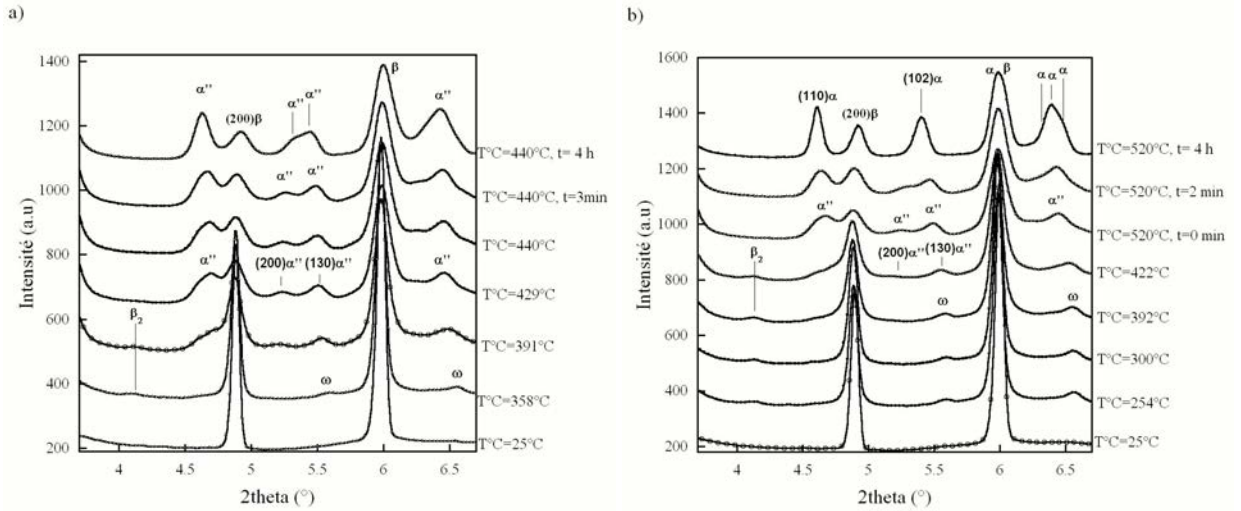 a)
1400
1200
1000
800
600
400
200
Intensité (a.u)
4
4.5
5
5.5
6
6.5
2theta (°)
α''
(200)β
α''
α''
β
α''
T°C=440°C, t= 4 h
α''
α''
T°C=440°C, t=3min
T°C=440°C
α''
(200)α''
(130)α''
α''
T°C=429°C
β2
T°C=391°C
ω
ω
T°C=358°C
T°C=25°C
b)
1600
1400
1200
1000
800
600
400
200
Intensité (a.u)
4
4.5
5
5.5
6
6.5
2theta (°)
(110)α
(200)β
(102)α
α
β
α
α
α
T°C=520°C, t= 4 h
T°C=520°C, t=2 min
α''
α''
α''
α''
T°C=520°C, t=0 min
β2
(200)α''
(130)α''
T°C=422°C
ω
ω
T°C=392°C
T°C=300°C
T°C=254°C
T°C=25°C